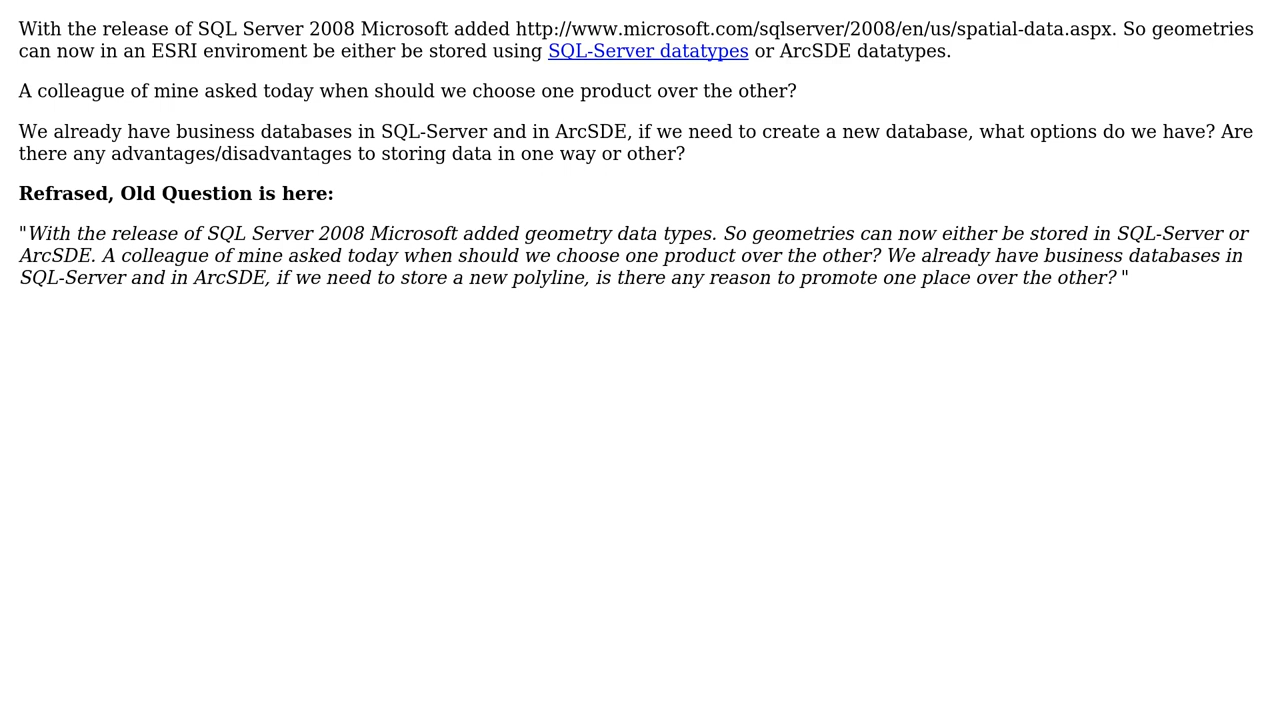 With the release of SQL Server 2008 Microsoft added http://www.microsoft.com/sqlserver/2008/en/us/spatial-data.aspx. So geometries
can now in an ESRI enviroment be either be stored using SQL-Server datatypes or ArcSDE datatypes.
A colleague of mine asked today when should we choose one product over the other?
We already have business databases in SQL-Server and in ArcSDE, if we need to create a new database, what options do we have? Are
there any advantages/disadvantages to storing data in one way or other?
Refrased, Old Question is here:
"With the release of SQL Server 2008 Microsoft added geometry data types. So geometries can now either be stored in SQL-Server or
ArcSDE. A colleague of mine asked today when should we choose one product over the other? We already have business databases in
SQL-Server and in ArcSDE, if we need to store a new polyline, is there any reason to promote one place over the other? "